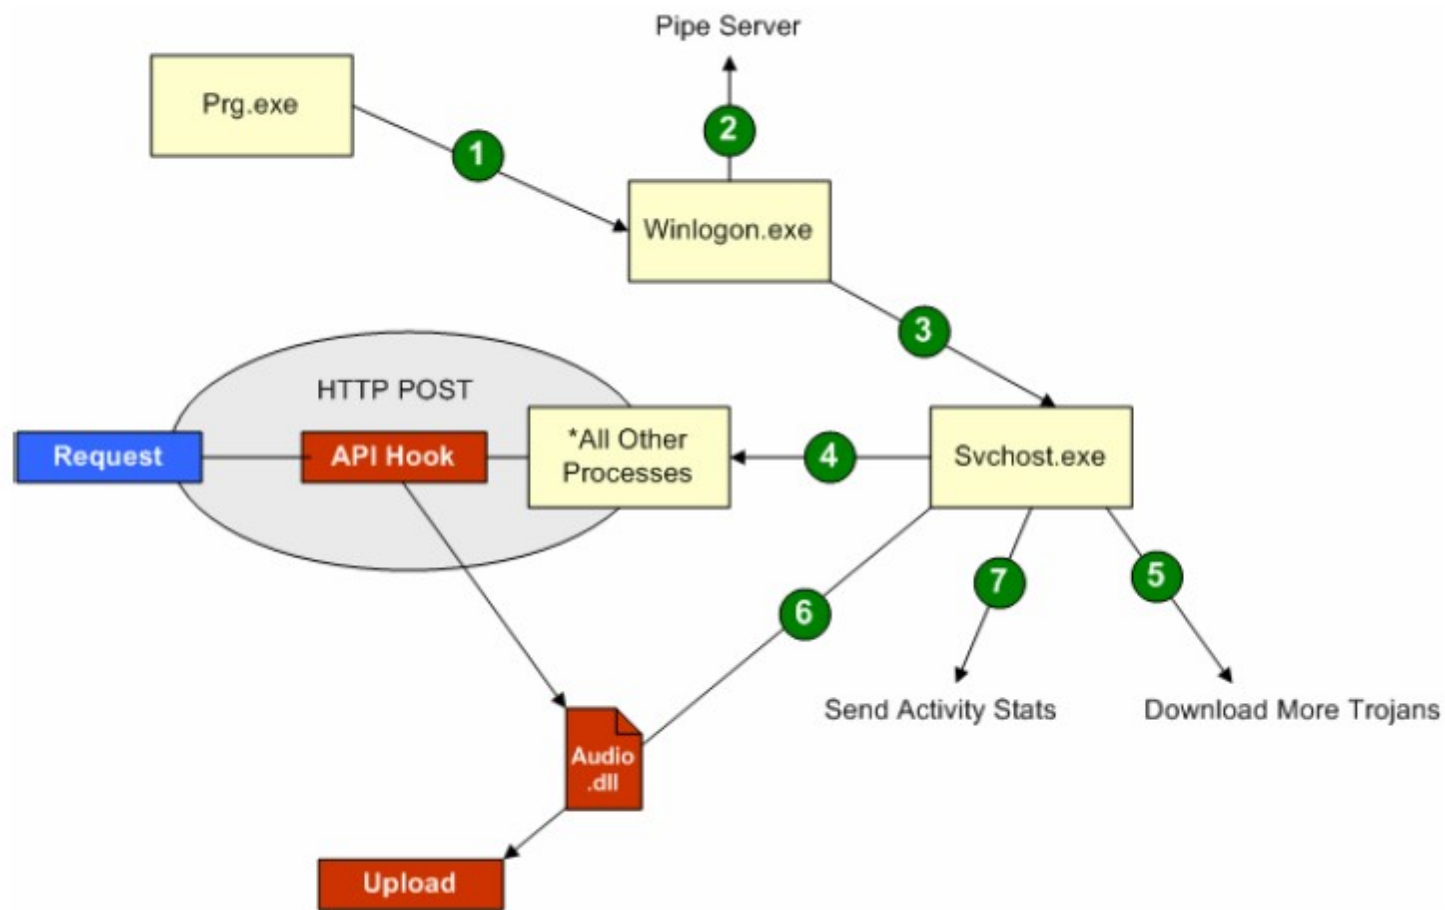 Pipe Server
Prg.exe
1
2
Winlogon.exe
3
HTTP POST
Request
API Hook
*All Other
Processes
4
Svchost.exe
6
7
5
Send Activity Stats
Download More Trojans
Audio
.dll
Upload